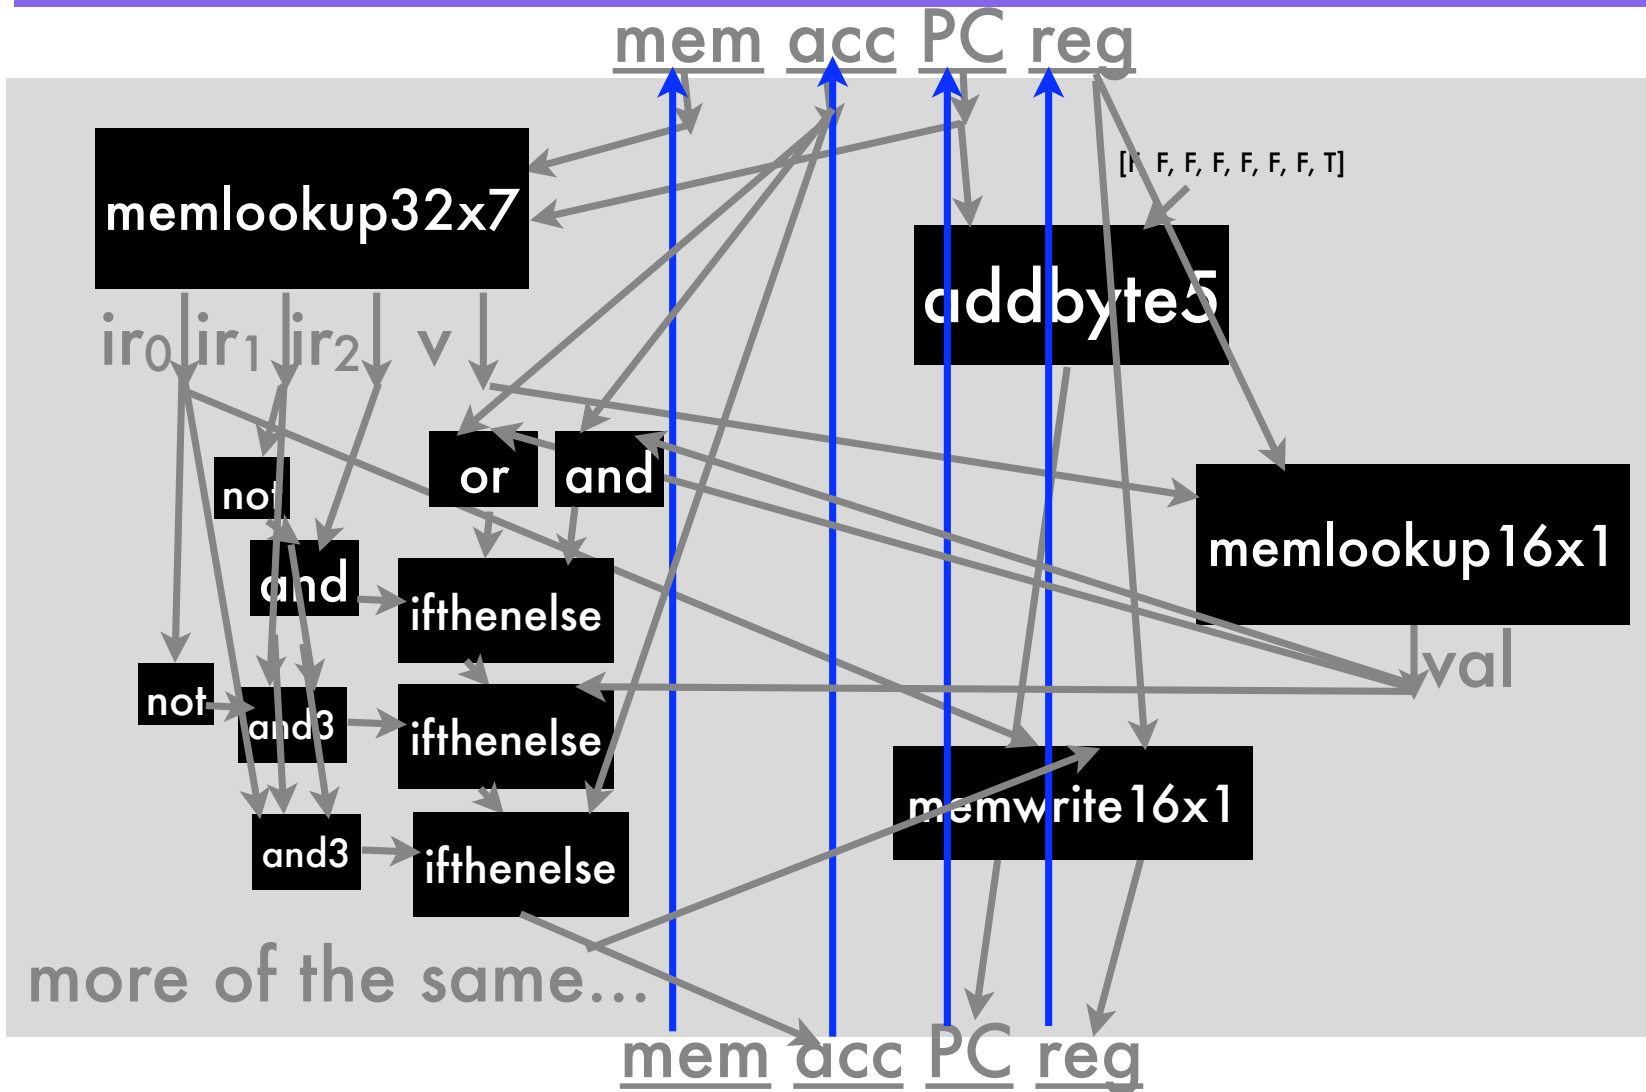 mem acc PC reg
[F, F, F, F, F, F, F, T]
memlookup32x7
addbyte5
ir0 ir1 ir2 v
or and
not
memlookup16x1
and
ifthenelse
val
not
and3
ifthenelse
memwrite16x1
and3
ifthenelse
more of the same...
mem acc PC reg